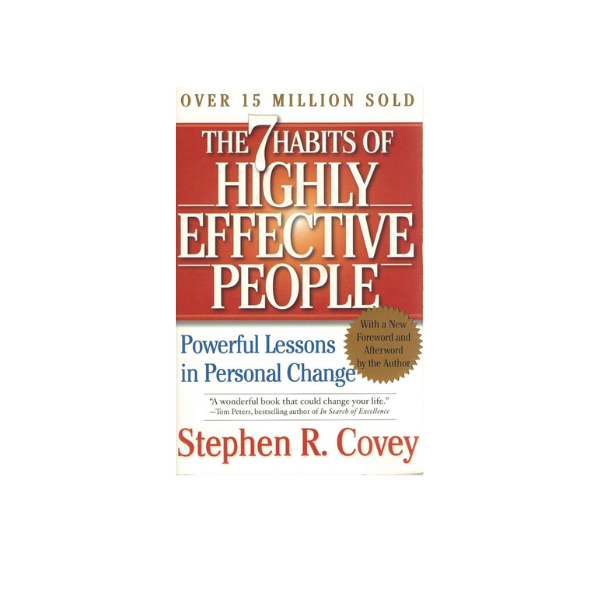 OVER 15 MILLION SOLD
THE 7 HABITS OF
HIGHLY
EFFECTIVE
PEOPLE
Powerful Lessons
in Personal Change
With a New
Foreword and
Afterword
by the Author
"A wonderful book that could change your life."
—Tom Peters, bestselling author of In Search of Excellence
Stephen R. Covey